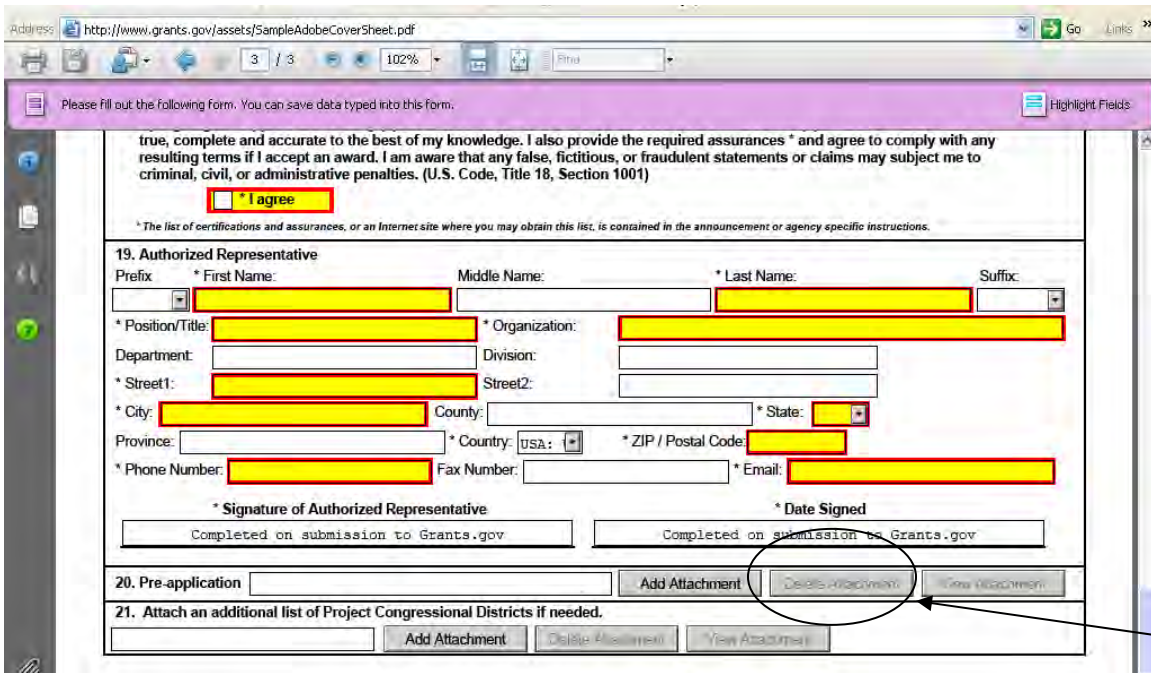 Address http://www.grants.gov/assets/SampleAdobeCoverSheet.pdf Go Links »
3 / 3 102% Find
Please fill out the following form. You can save data typed into this form. Highlight Fields
true, complete and accurate to the best of my knowledge. I also provide the required assurances * and agree to comply with any
resulting terms if I accept an award. I am aware that any false, fictitious, or fraudulent statements or claims may subject me to
criminal, civil, or administrative penalties. (U.S. Code, Title 18, Section 1001)
* I agree
* The list of certifications and assurances, or an Internet site where you may obtain this list, is contained in the announcement or agency specific instructions.
19. Authorized Representative
Prefix * First Name: Middle Name: * Last Name: Suffix:
* Position/Title: * Organization:
Department: Division:
* Street1: Street2:
* City: County: * State:
Province: * Country: USA: * ZIP / Postal Code:
* Phone Number: Fax Number: * Email:
* Signature of Authorized Representative * Date Signed
Completed on submission to Grants.gov Completed on submission to Grants.gov
20. Pre-application Add Attachment Delete Attachment View Attachment
21. Attach an additional list of Project Congressional Districts if needed.
Add Attachment Delete Attachment View Attachment